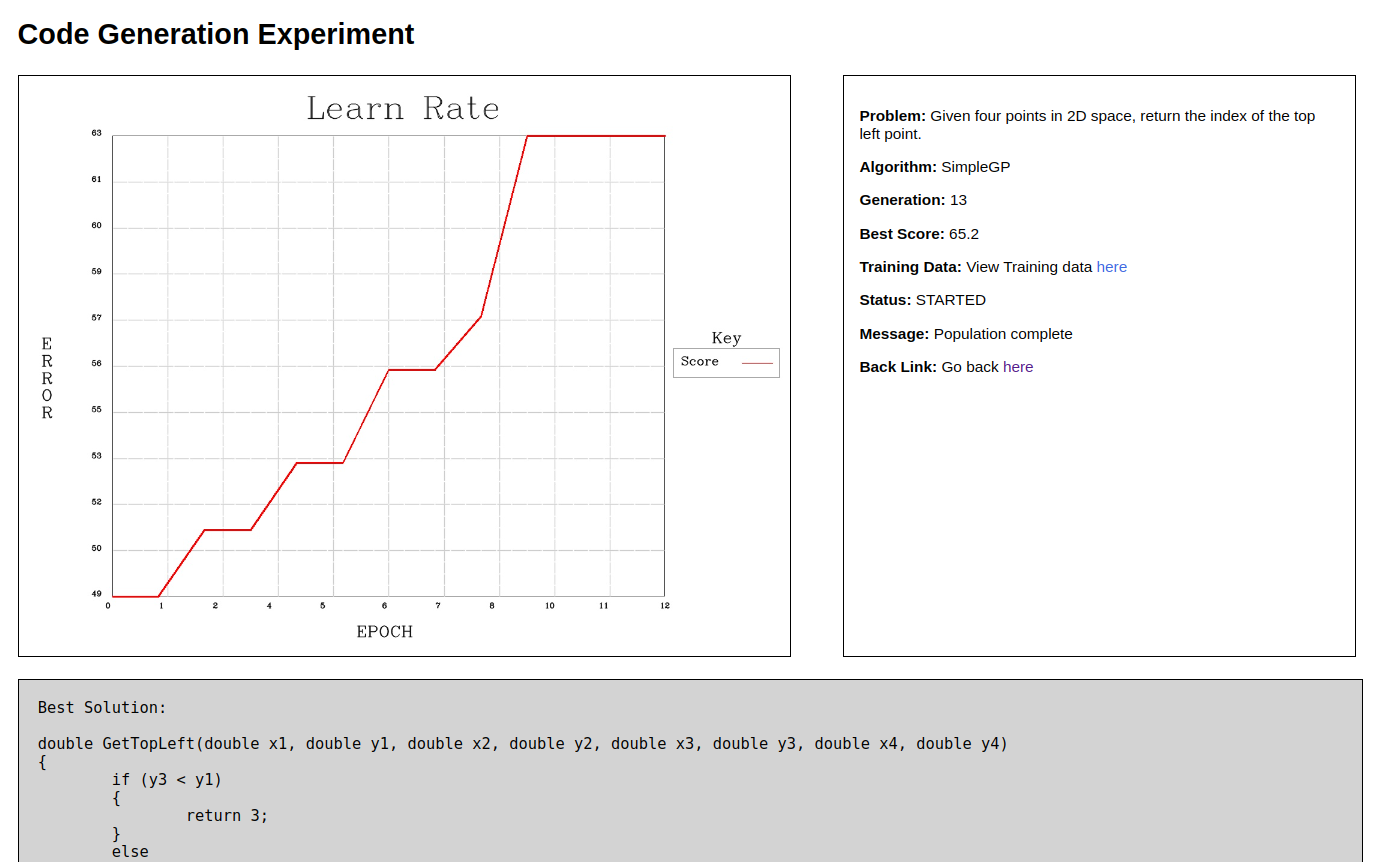 Code Generation Experiment
Learn Rate
63
61
60
59
57
56
55
53
52
50
49
0 1 2 4 5 6 7 8 10 11 12
ERROR
EPOCH
Key
Score
Problem: Given four points in 2D space, return the index of the top
left point.
Algorithm: SimpleGP
Generation: 13
Best Score: 65.2
Training Data: View Training data here
Status: STARTED
Message: Population complete
Back Link: Go back here
Best Solution:
double GetTopLeft(double x1, double y1, double x2, double y2, double x3, double y3, double x4, double y4)
{
if (y3 < y1)
{
return 3;
}
else